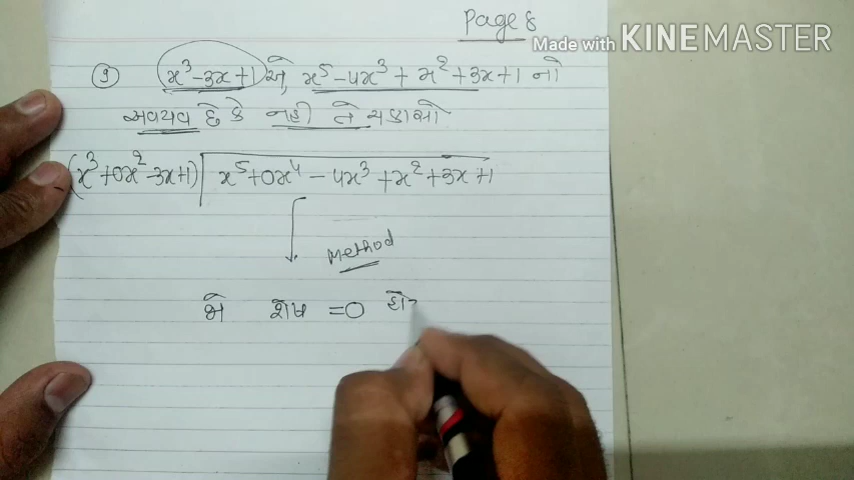 Page 8
Made with KINEMASTER
૧ x³-3x+1 એ, x⁵-4x³+x²+3x+1 નો
અવયવ છે કે નહી તે ચકાસો
(x³+0x²-3x+1) x⁵+0x⁴-4x³+x²+3x+1
Method
જો શેષ =0 હોય